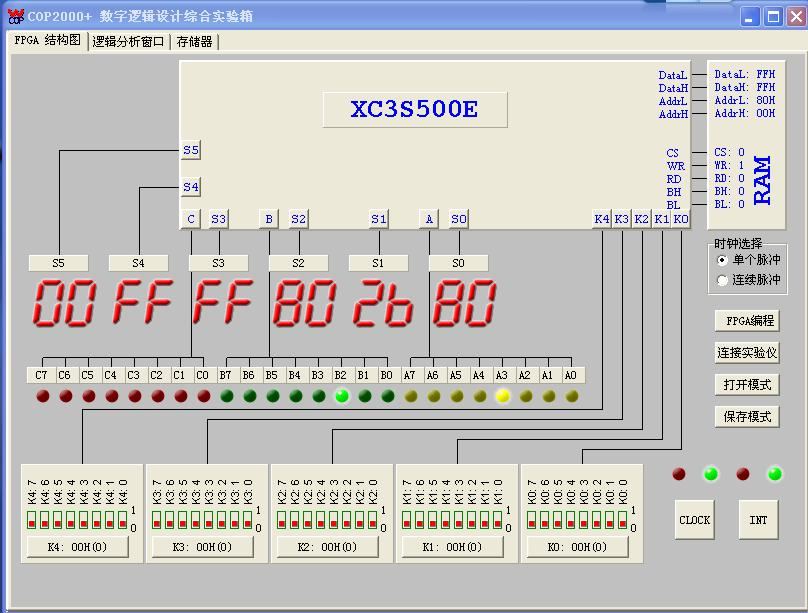 COP2000+ 数字逻辑设计综合实验箱
FPGA 结构图 逻辑分析窗口 存储器
XC3S500E
DataL
DataH
AddrL
AddrH
CS
WR
RD
BH
BL
DataL: FFH
DataH: FFH
AddrL: 80H
AddrH: 00H
CS: 0
WR: 1
RD: 0
BH: 0
BL: 0
RAM
S5
S4
C S3 B S2 S1 A S0 K4 K3 K2 K1 K0
时钟选择
单个脉冲
连续脉冲
S5 S4 S3 S2 S1 S0
00 FF FF 80 26 80
FPGA编程
连接实验仪
打开模式
保存模式
C7 C6 C5 C4 C3 C2 C1 C0 B7 B6 B5 B4 B3 B2 B1 B0 A7 A6 A5 A4 A3 A2 A1 A0
K4:7 K4:6 K4:5 K4:4 K4:3 K4:2 K4:1 K4:0
1
0
K4: 00H(0)
K3:7 K3:6 K3:5 K3:4 K3:3 K3:2 K3:1 K3:0
1
0
K3: 00H(0)
K2:7 K2:6 K2:5 K2:4 K2:3 K2:2 K2:1 K2:0
1
0
K2: 00H(0)
K1:7 K1:6 K1:5 K1:4 K1:3 K1:2 K1:1 K1:0
1
0
K1: 00H(0)
K0:7 K0:6 K0:5 K0:4 K0:3 K0:2 K0:1 K0:0
1
0
K0: 00H(0)
CLOCK INT